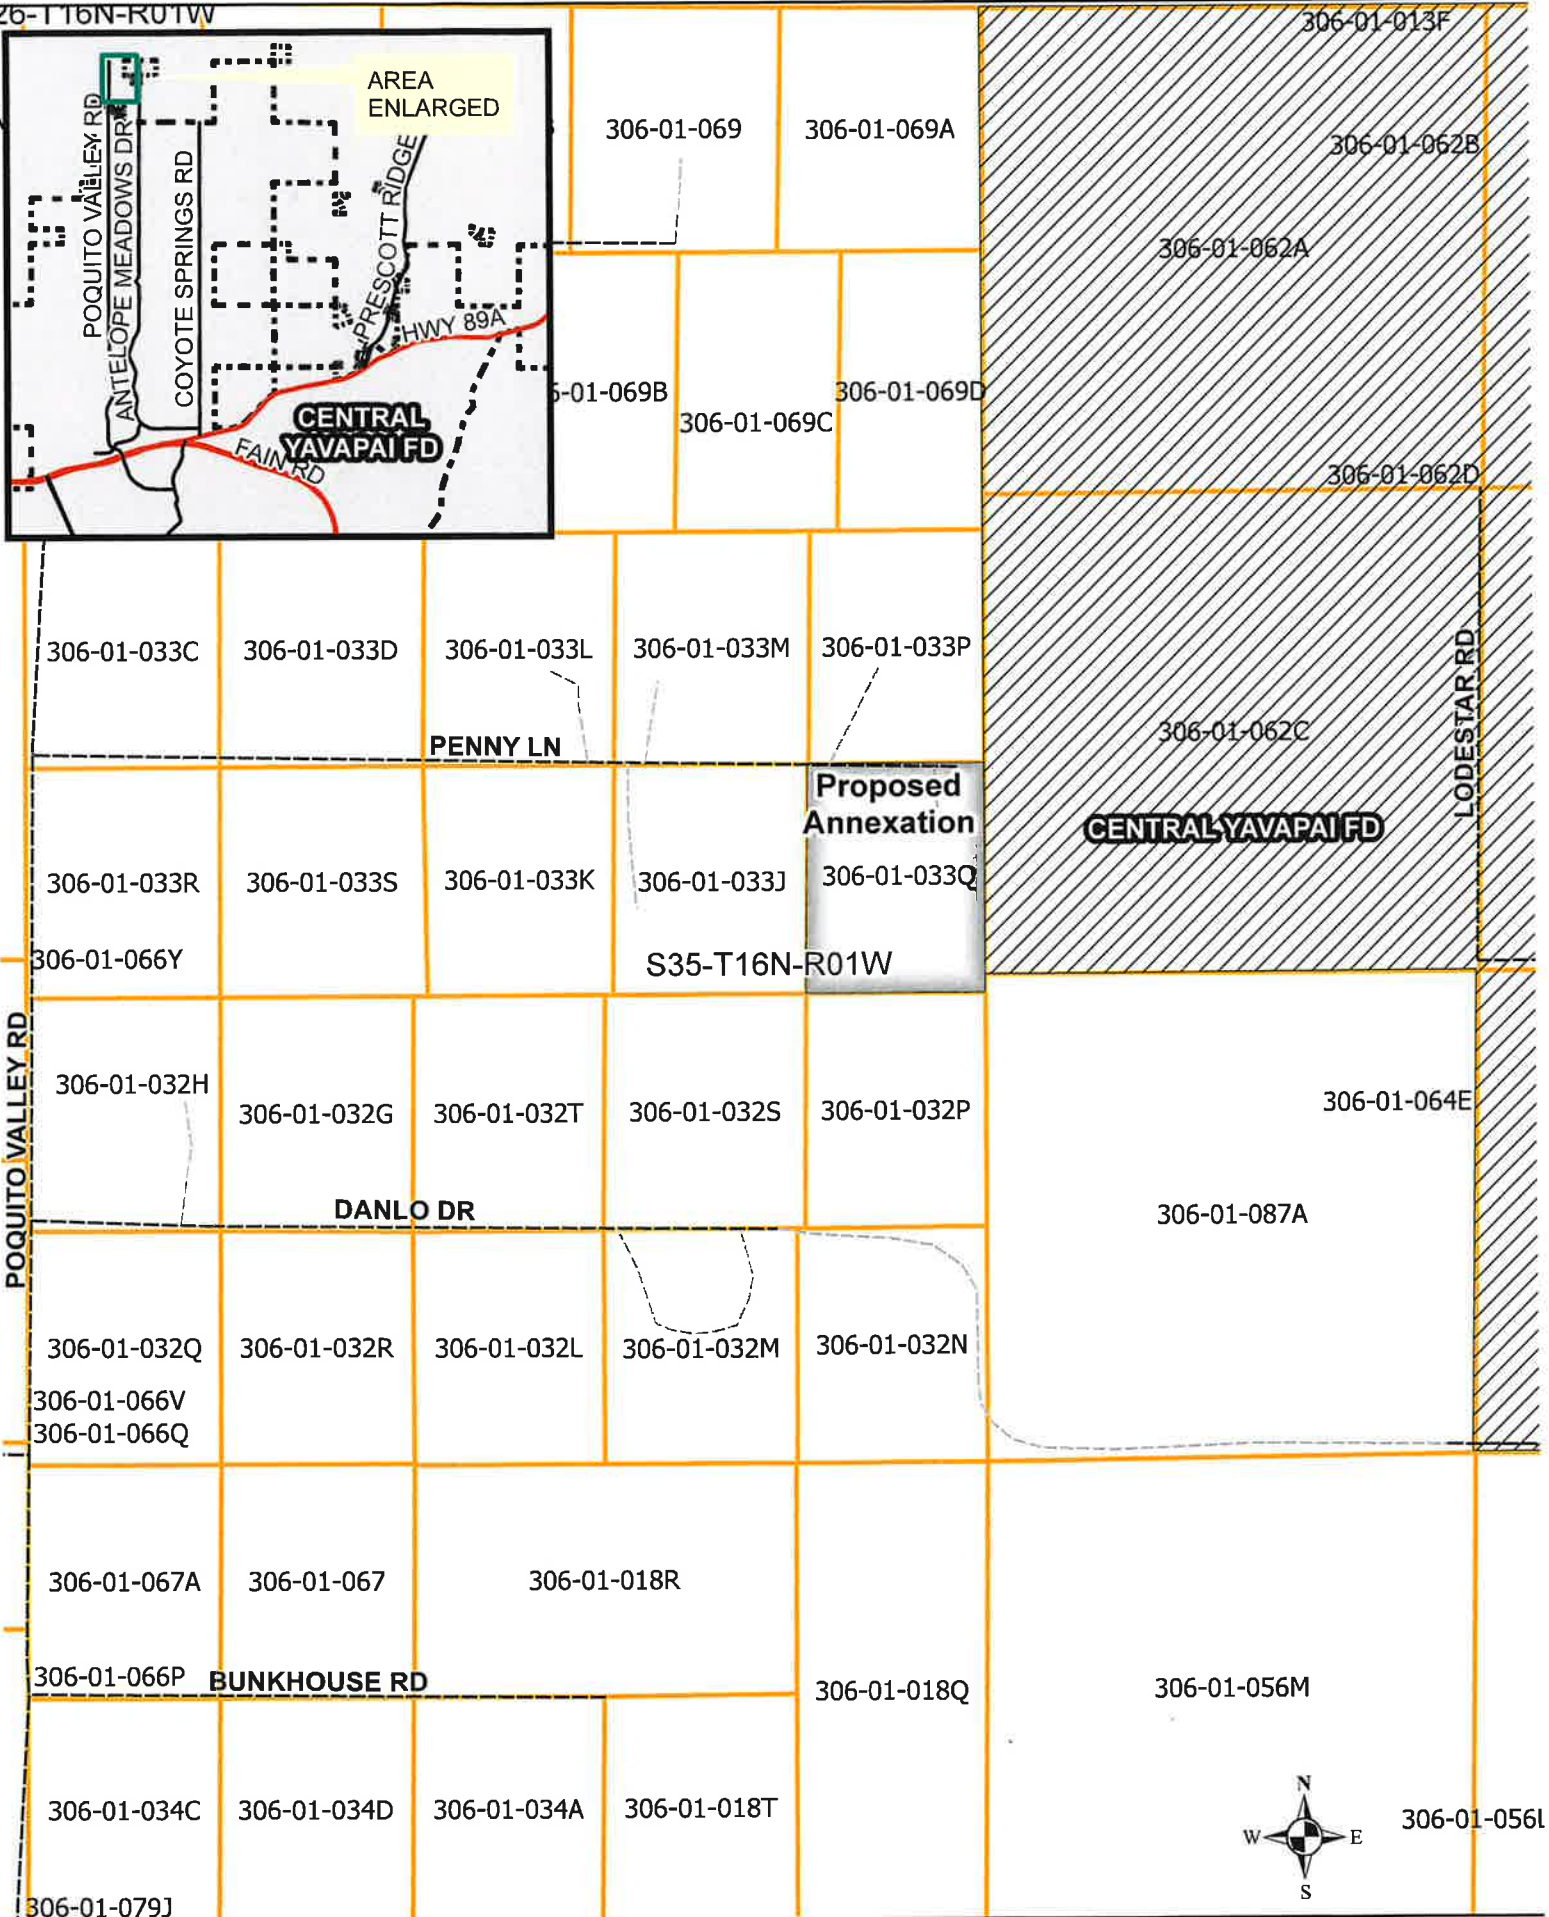 26-T16N-R01W
306-01-013F
AREA
ENLARGED
306-01-069
306-01-069A
306-01-062B
306-01-062A
POQUITO VALLEY RD
ANTELOPE MEADOWS DR
COYOTE SPRINGS RD
PRESCOTT RIDGE
HWY 89A
CENTRAL
YAVAPAI FD
FAIN RD
6-01-069B
306-01-069C
306-01-069D
306-01-062D
306-01-033C
306-01-033D
306-01-033L
306-01-033M
306-01-033P
LODESTAR RD
306-01-062C
PENNY LN
Proposed
Annexation
CENTRAL YAVAPAI FD
306-01-033R
306-01-033S
306-01-033K
306-01-033J
306-01-033Q
306-01-066Y
S35-T16N-R01W
POQUITO VALLEY RD
306-01-032H
306-01-032G
306-01-032T
306-01-032S
306-01-032P
306-01-064E
DANLO DR
306-01-087A
306-01-032Q
306-01-032R
306-01-032L
306-01-032M
306-01-032N
306-01-066V
306-01-066Q
306-01-067A
306-01-067
306-01-018R
306-01-066P
BUNKHOUSE RD
306-01-018Q
306-01-056M
306-01-034C
306-01-034D
306-01-034A
306-01-018T
N
W
E
S
306-01-056L
306-01-079J